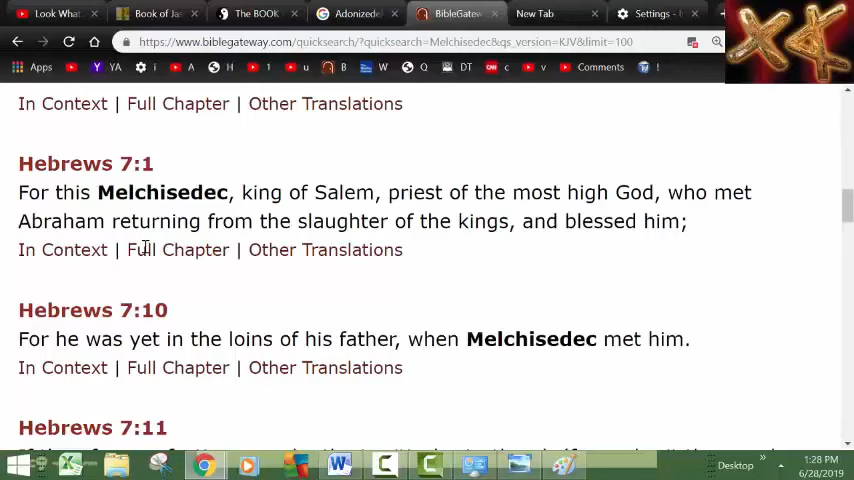 Look What
Book of Jas
The BOOK
Adonizedek
BibleGatew
New Tab
Settings - I
https://www.biblegateway.com/quicksearch/?quicksearch=Melchisedec&qs_version=KJV&limit=100
Apps YA i A H r u B W Q DT c v Comments !
In Context | Full Chapter | Other Translations
Hebrews 7:1
For this Melchisedec, king of Salem, priest of the most high God, who met
Abraham returning from the slaughter of the kings, and blessed him;
In Context | Full Chapter | Other Translations
Hebrews 7:10
For he was yet in the loins of his father, when Melchisedec met him.
In Context | Full Chapter | Other Translations
Hebrews 7:11
Desktop
1:28 PM
6/28/2019